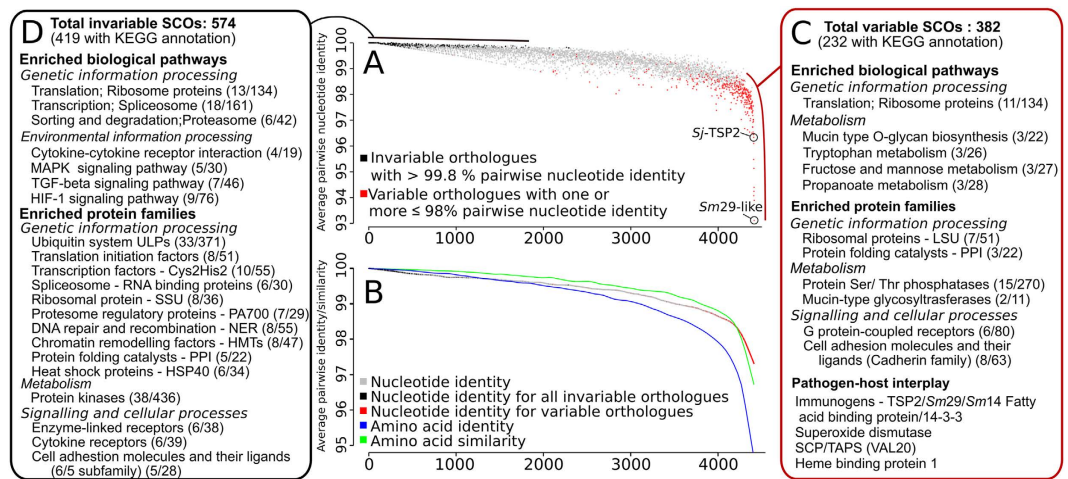 D
Total invariable SCOs: 574
(419 with KEGG annotation)
Enriched biological pathways
Genetic information processing
Translation; Ribosome proteins (13/134)
Transcription; Spliceosome (18/161)
Sorting and degradation;Proteasome (6/42)
Environmental information processing
Cytokine-cytokine receptor interaction (4/19)
MAPK signaling pathway (5/30)
TGF-beta signaling pathway (7/46)
HIF-1 signaling pathway (9/76)
Enriched protein families
Genetic information processing
Ubiquitin system ULPs (33/371)
Translation initiation factors (8/51)
Transcription factors - Cys2His2 (10/55)
Spliceosome - RNA binding proteins (6/30)
Ribosomal protein - SSU (8/36)
Protesome regulatory proteins - PA700 (7/29)
DNA repair and recombination - NER (8/55)
Chromatin remodelling factors - HMTs (8/47)
Protein folding catalysts - PPI (5/22)
Heat shock proteins - HSP40 (6/34)
Metabolism
Protein kinases (38/436)
Signalling and cellular processes
Enzyme-linked receptors (6/38)
Cytokine receptors (6/39)
Cell adhestion molecules and their ligands
(6/5 subfamily) (5/28)
Average pairwise nucleotide identity
100
99
98
97
96
95
94
93
A
Sj-TSP2
Sm29-like
Invariable orthologues
with > 99.8 % pairwise nucleotide identity
Variable orthologues with one or
more ≤ 98% pairwise nucleotide identity
0 1000 2000 3000 4000
Average pairwise identity/similarity
100
99
98
97
96
95
B
Nucleotide identity
Nucleotide identity for all invariable orthologues
Nucleotide identity for variable orthologues
Amino acid identity
Amino acid similarity
0 1000 2000 3000 4000
C
Total variable SCOs : 382
(232 with KEGG annotation)
Enriched biological pathways
Genetic information processing
Translation; Ribosome proteins (11/134)
Metabolism
Mucin type O-glycan biosynthesis (3/22)
Tryptophan metabolism (3/26)
Fructose and mannose metabolism (3/27)
Propanoate metabolism (3/28)
Enriched protein families
Genetic information processing
Ribosomal proteins - LSU (7/51)
Protein folding catalysts - PPI (3/22)
Metabolism
Protein Ser/ Thr phosphatases (15/270)
Mucin-type glycosyltrasferases (2/11)
Signalling and cellular processes
G protein-coupled receptors (6/80)
Cell adhesion molecules and their
ligands (Cadherin family) (8/63)
Pathogen-host interplay
Immunogens - TSP2/Sm29/Sm14 Fatty
acid binding protein/14-3-3
Superoxide dismutase
SCP/TAPS (VAL20)
Heme binding protein 1